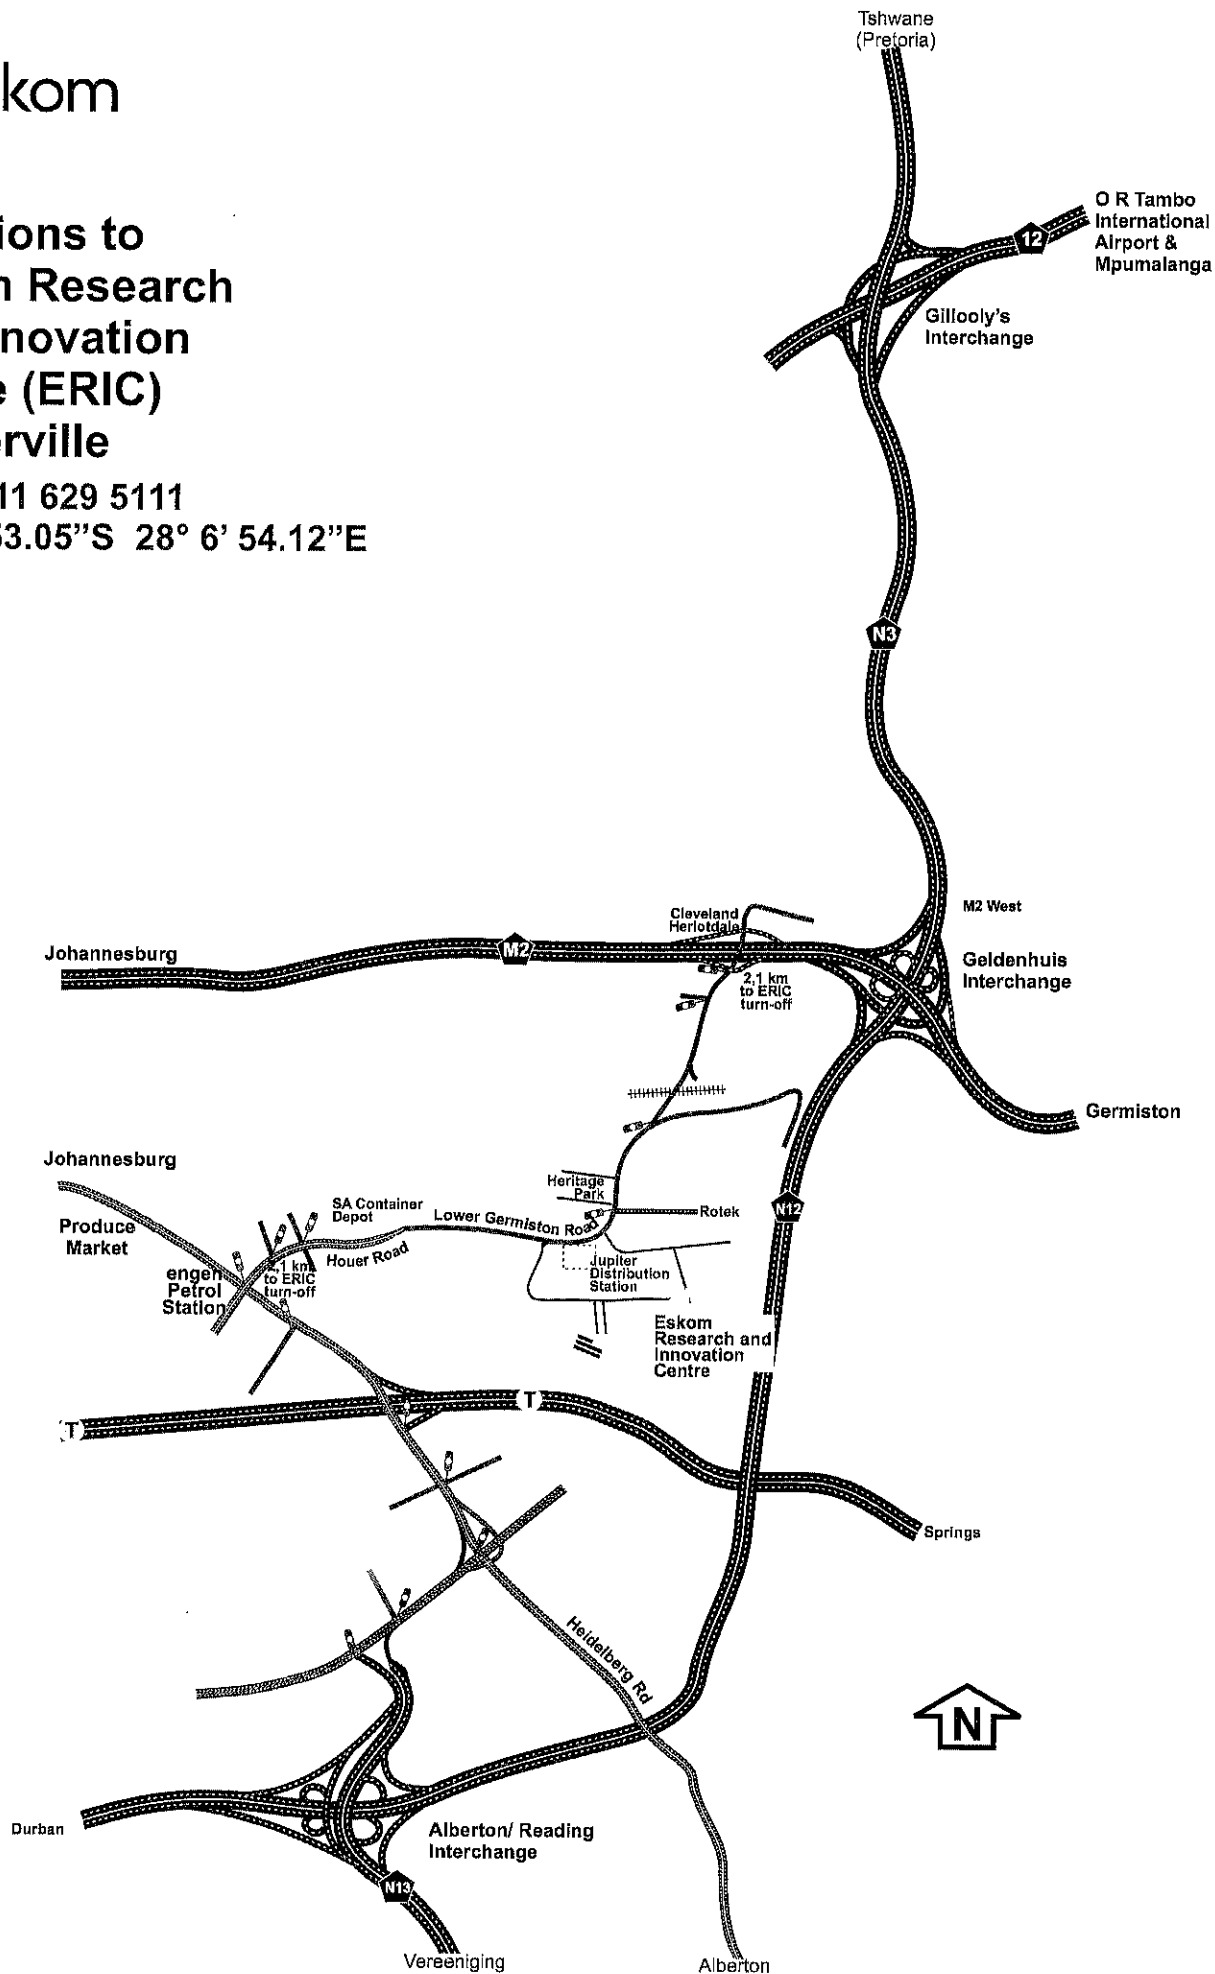 kom
ions to
n Research
novation
e (ERIC)
erville
11 629 5111
53.05”S 28° 6’ 54.12”E
Tshwane
(Pretoria)
O R Tambo
International
Airport &
Mpumalanga
12
Gillooly’s
Interchange
N3
M2 West
Geldenhuis
Interchange
Cleveland
Heriotdale
M2
Johannesburg
2,1 km
to ERIC
turn-off
Germiston
Johannesburg
Produce
Market
SA Container
Depot
Lower Germiston Road
Houer Road
Heritage
Park
Rotek
N12
engen
Petrol
Station
2,1 km
to ERIC
turn-off
Jupiter
Distribution
Station
Eskom
Research and
Innovation
Centre
T
T
Springs
Heidelberg Rd
N
Durban
Alberton/ Reading
Interchange
N13
Vereeniging
Alberton